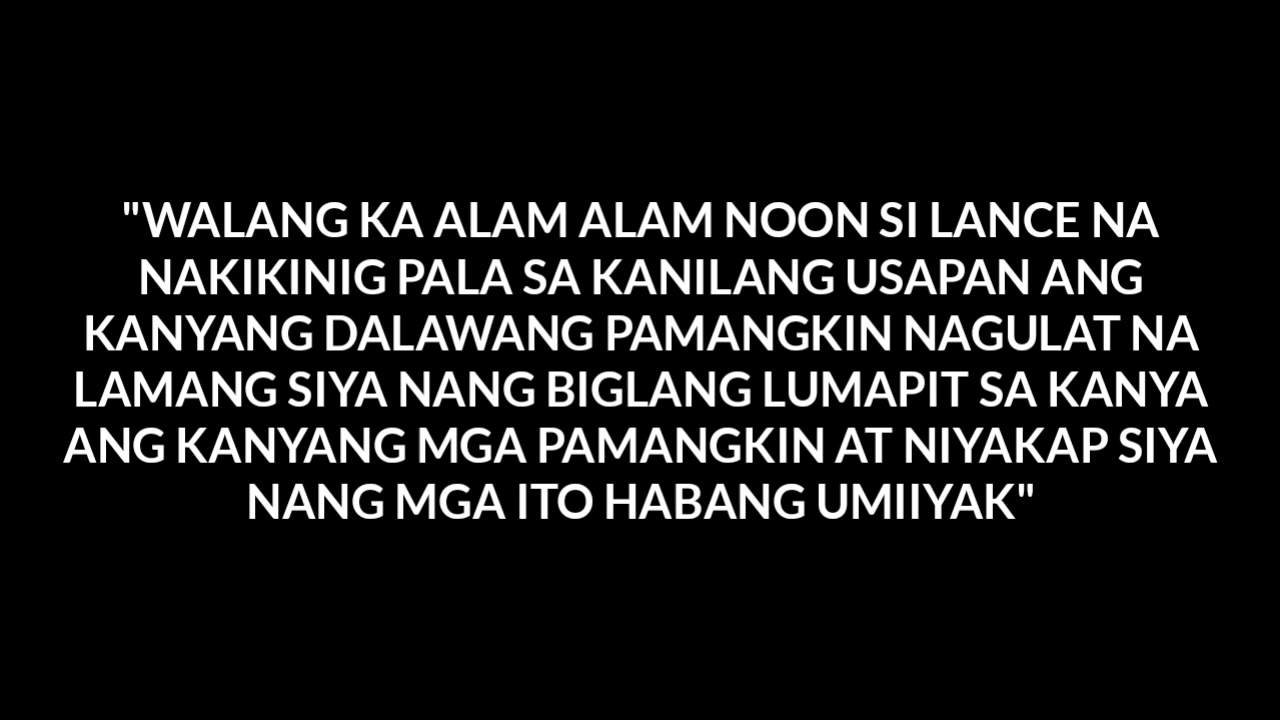 "WALANG KA ALAM ALAM NOON SI LANCE NA
NAKIKINIG PALA SA KANILANG USAPAN ANG
KANYANG DALAWANG PAMANGKIN NAGULAT NA
LAMANG SIYA NANG BIGLANG LUMAPIT SA KANYA
ANG KANYANG MGA PAMANGKIN AT NIYAKAP SIYA
NANG MGA ITO HABANG UMIIYAK"